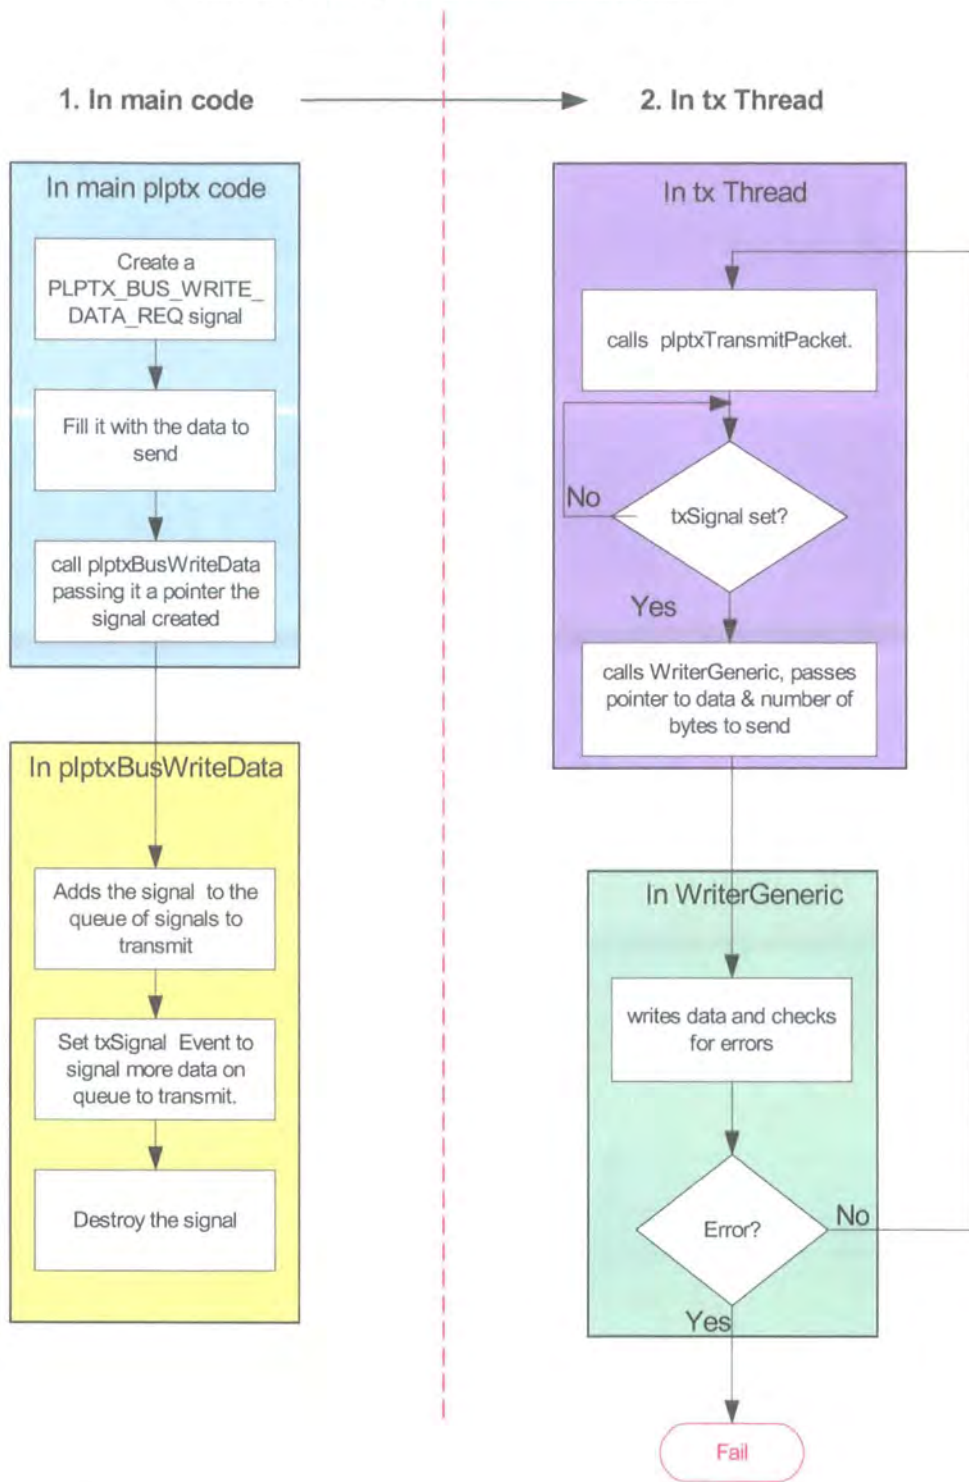 1. In main code
2. In tx Thread
In main plptx code
Create a
PLPTX_BUS_WRITE_
DATA_REQ signal
Fill it with the data to
send
call plptxBusWriteData
passing it a pointer the
signal created
In plptxBusWriteData
Adds the signal to the
queue of signals to
transmit
Set txSignal Event to
signal more data on
queue to transmit.
Destroy the signal
In tx Thread
calls plptxTransmitPacket.
No
txSignal set?
Yes
calls WriterGeneric, passes
pointer to data & number of
bytes to send
In WriterGeneric
writes data and checks
for errors
Error?
No
Yes
Fail